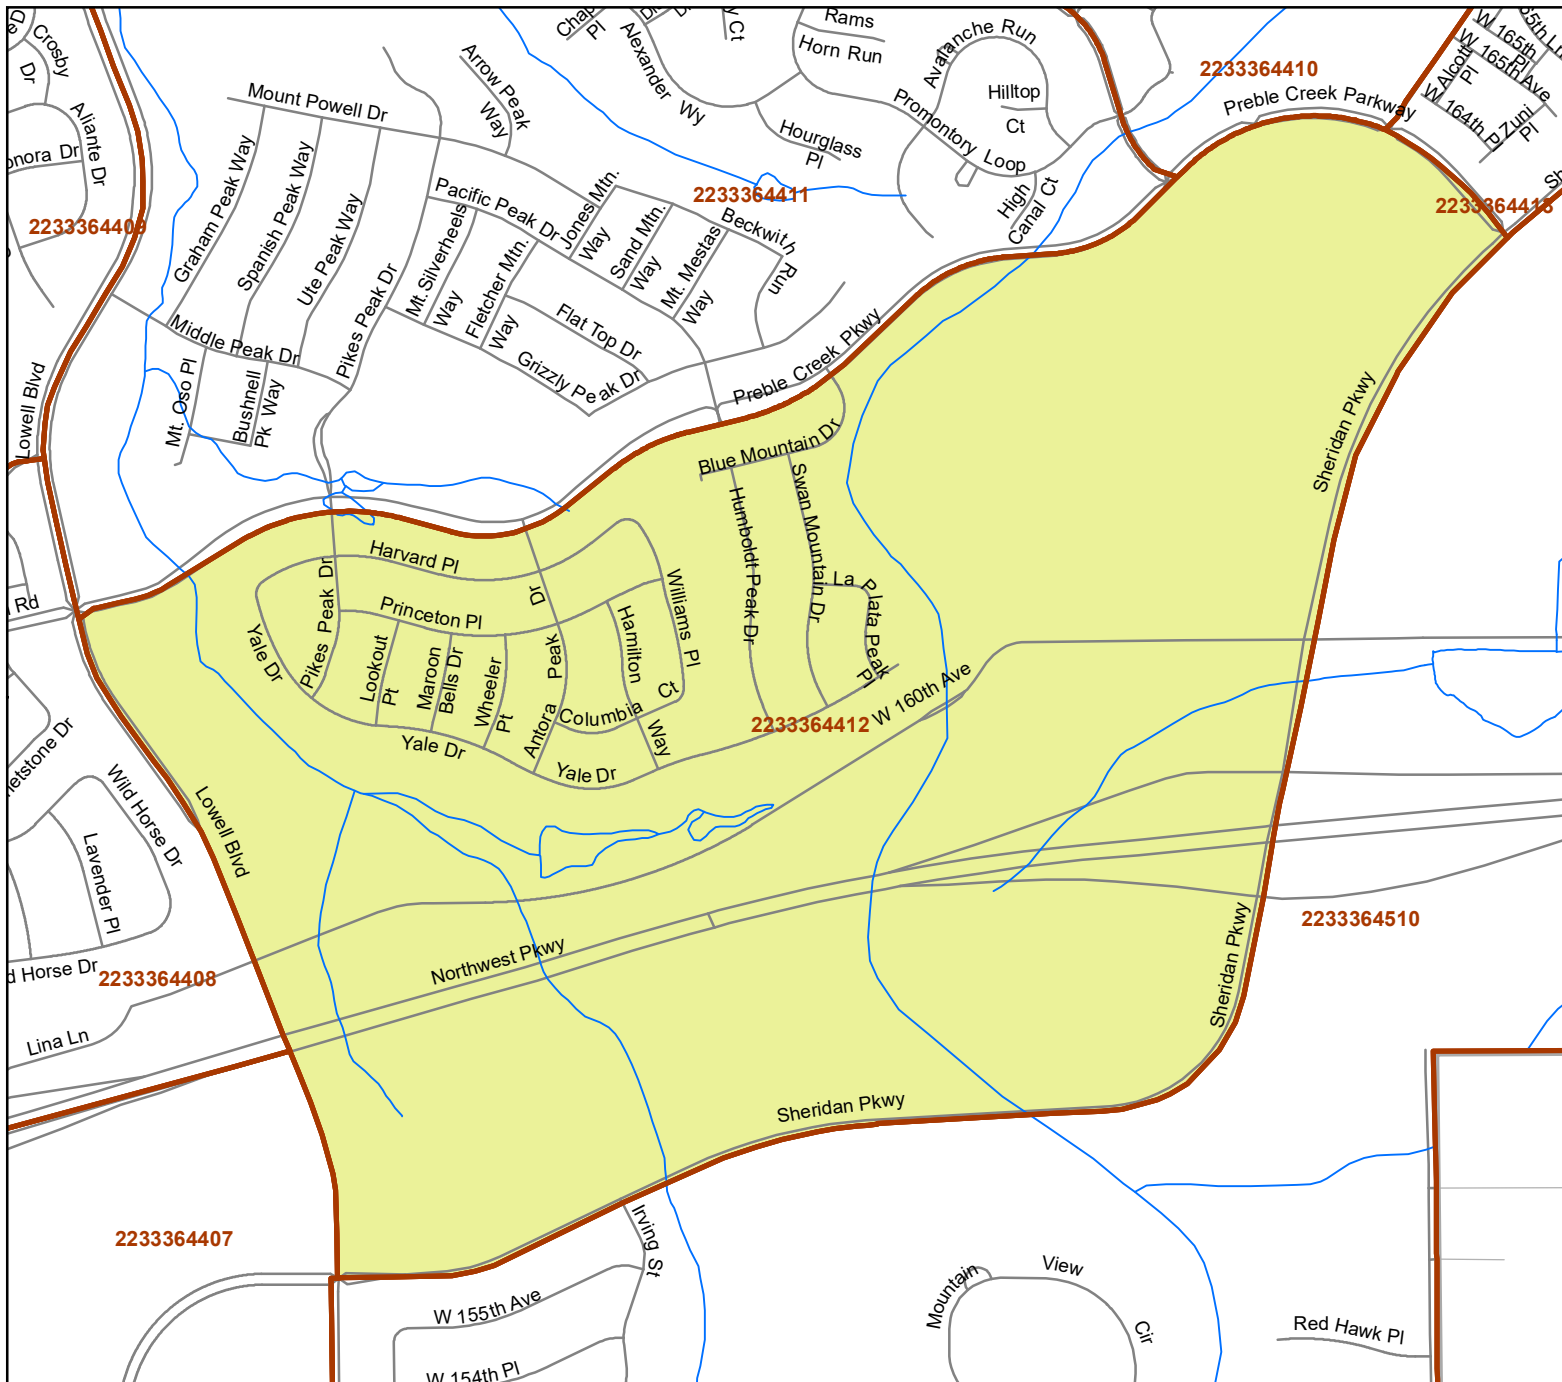 Crosby
Dr
Aliante Dr
2233364409
Lowell Blvd
Mount Powell Dr
Graham Peak Way
Spanish Peak Way
Ute Peak Way
Pikes Peak Dr
Middle Peak Dr
Mt. Oso Pl
Bushnell
Pk Way
Arrow Peak
Way
Pacific Peak Dr
Mt. Silverheels
Way
Fletcher Mtn.
Way
Jones Mtn.
Way
Sand Mtn.
Way
Mt. Mestas
Way
Beckwith
Run
Flat Top Dr
Grizzly Peak Dr
Pl
Alexander Wy
Ct
Rams
Horn Run
Avalanche Run
Hilltop
Ct
Promontory Loop
Hourglass
Pl
High
Canal Ct
2233364411
2233364410
Preble Creek Parkway
W 165th
Pl
W 165th Ave
Alcott
Pl
W 164th Pl
Zuni
Pl
2233364413
Preble Creek Pkwy
Sheridan Pkwy
Blue Mountain Dr
Humboldt Peak Dr
Swan Mountain Dr
La Plata Peak
Pl
Harvard Pl
Princeton Pl
Pikes Peak Dr
Yale Dr
Lookout
Pt
Maroon
Bells Dr
Wheeler
Pt
Antora Peak Dr
Hamilton
Ct
Williams Pl
Columbia
Way
Yale Dr
Yale Dr
2233364412
W 160th Ave
Rd
Wild Horse Dr
Lavender Pl
Lowell Blvd
Horse Dr
2233364408
Lina Ln
Northwest Pkwy
2233364510
Sheridan Pkwy
Sheridan Pkwy
2233364407
Irving St
W 155th Ave
W 154th Pl
Mountain View Cir
Red Hawk Pl